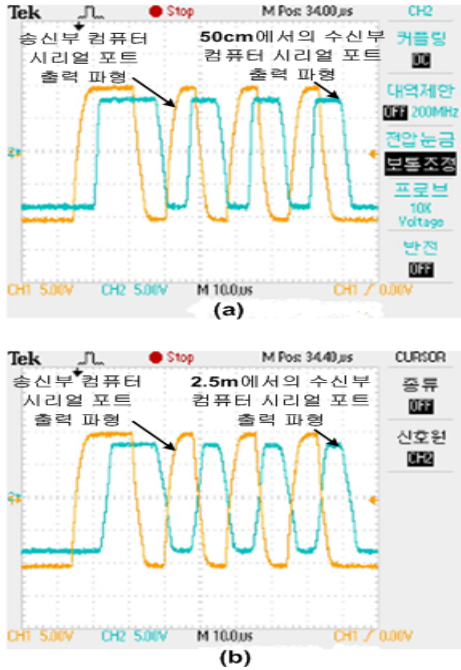 Tek Stop M Pos: 34.00㎲ CH2
송신부 컴퓨터
시리얼 포트
출력 파형
50cm에서의 수신부
컴퓨터 시리얼 포트
출력 파형
커플링
DC
대역제한
OFF 200MHz
전압눈금
보통조정
프로브
10X
Voltage
반전
OFF
CH1 5.00V CH2 5.00V M 10.0㎲ CH1 / 0.00V
(a)
Tek Stop M Pos: 34.40㎲ CURSOR
송신부 컴퓨터
시리얼 포트
출력 파형
2.5m에서의 수신부
컴퓨터 시리얼 포트
출력 파형
종류
OFF
신호원
CH2
CH1 5.00V CH2 5.00V M 10.0㎲ CH1 / 0.00V
(b)